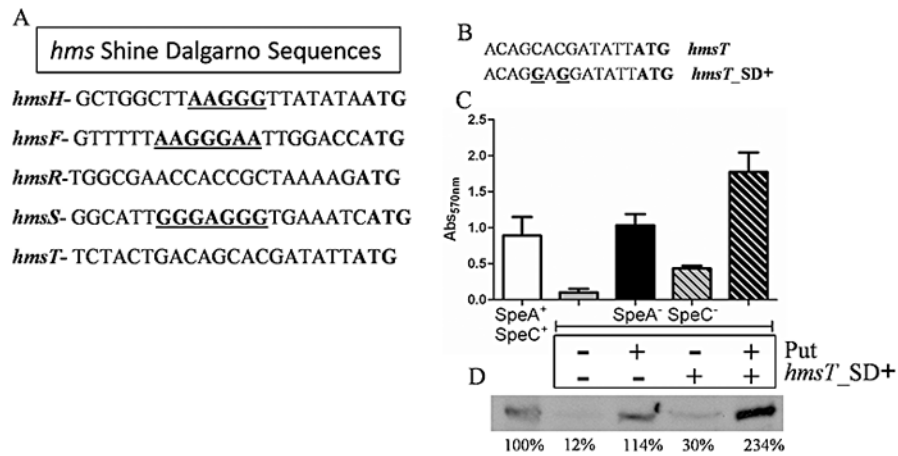 A
hms Shine Dalgarno Sequences
hmsH- GCTGGCTTAAGGGTTATATAATG
hmsF- GTTTTTAAGGGAATTGGACCATG
hmsR-TGGCGAACCACCGCTAAAAGATG
hmsS- GGCATTGGGAGGGTGAAATCATG
hmsT- TCTACTGACAGCACGATATTATG
B
ACAGCACGATATTATG hmsT
ACAGGAGGATATTATG hmsT_SD+
C
Abs570nm
2.5
2.0
1.5
1.0
0.5
0.0
SpeA+ SpeC+
SpeA- SpeC-
- + - + Put
- - + + hmsT_SD+
D
100% 12% 114% 30% 234%